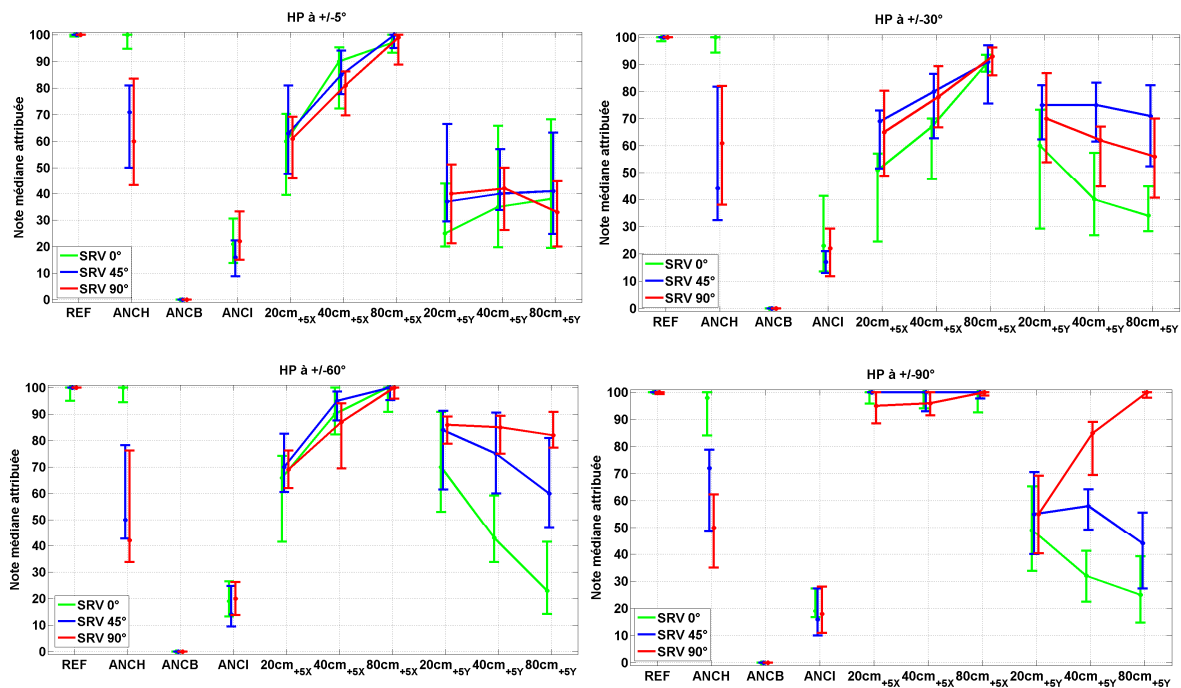 HP à +/-5°
Note médiane attribuée
100
90
80
70
60
50
40
30
20
10
0
SRV 0°
SRV 45°
SRV 90°
REF ANCH ANCB ANCI 20cm+5X 40cm+5X 80cm+5X 20cm+5Y 40cm+5Y 80cm+5Y
HP à +/-30°
Note médiane attribuée
100
90
80
70
60
50
40
30
20
10
0
SRV 0°
SRV 45°
SRV 90°
REF ANCH ANCB ANCI 20cm+5X 40cm+5X 80cm+5X 20cm+5Y 40cm+5Y 80cm+5Y
HP à +/-60°
Note médiane attribuée
100
90
80
70
60
50
40
30
20
10
0
SRV 0°
SRV 45°
SRV 90°
REF ANCH ANCB ANCI 20cm+5X 40cm+5X 80cm+5X 20cm+5Y 40cm+5Y 80cm+5Y
HP à +/-90°
Note médiane attribuée
100
90
80
70
60
50
40
30
20
10
0
SRV 0°
SRV 45°
SRV 90°
REF ANCH ANCB ANCI 20cm+5X 40cm+5X 80cm+5X 20cm+5Y 40cm+5Y 80cm+5Y